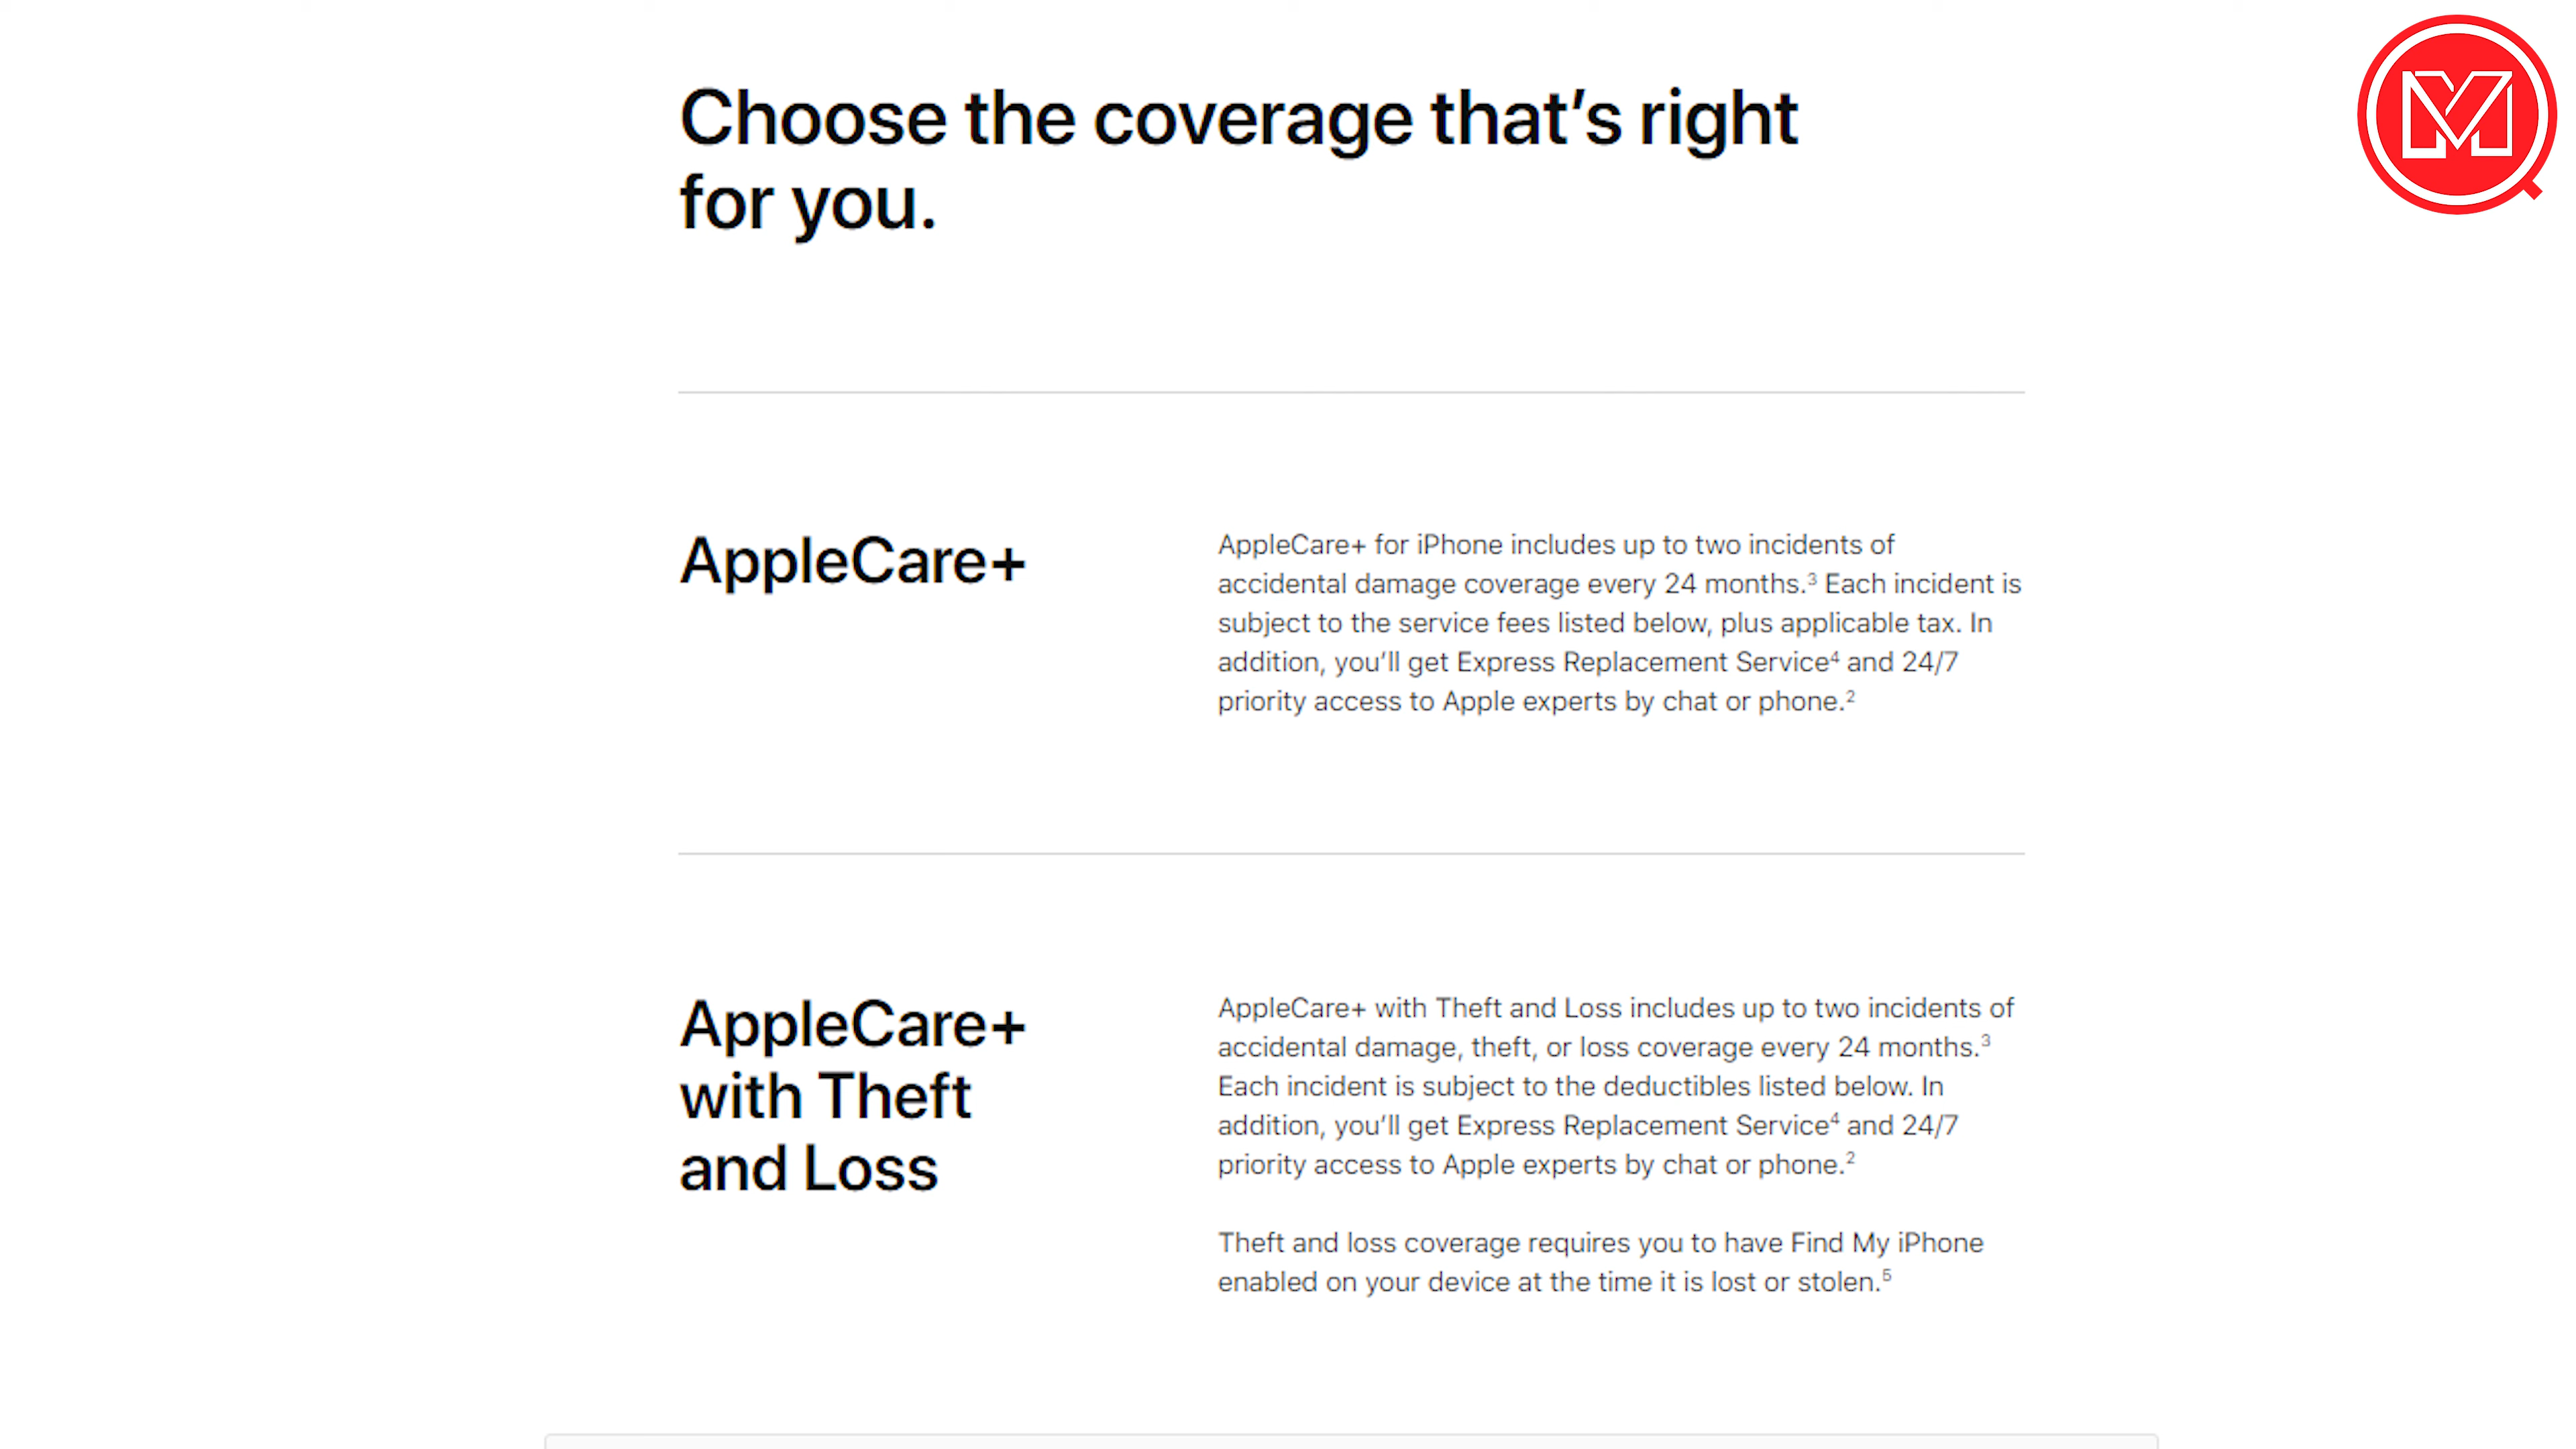 Choose the coverage that’s right
for you.
AppleCare+
AppleCare+ for iPhone includes up to two incidents of
accidental damage coverage every 24 months.³ Each incident is
subject to the service fees listed below, plus applicable tax. In
addition, you’ll get Express Replacement Service⁴ and 24/7
priority access to Apple experts by chat or phone.²
AppleCare+
with Theft
and Loss
AppleCare+ with Theft and Loss includes up to two incidents of
accidental damage, theft, or loss coverage every 24 months.³
Each incident is subject to the deductibles listed below. In
addition, you’ll get Express Replacement Service⁴ and 24/7
priority access to Apple experts by chat or phone.²
Theft and loss coverage requires you to have Find My iPhone
enabled on your device at the time it is lost or stolen.⁵